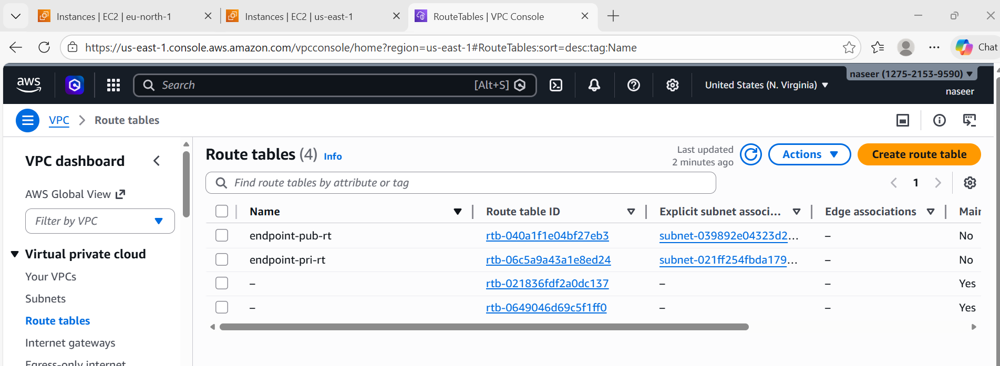 Instances | EC2 | eu-north-1
Instances | EC2 | us-east-1
RouteTables | VPC Console
https://us-east-1.console.aws.amazon.com/vpcconsole/home?region=us-east-1#RouteTables:sort=desc:tag:Name
Chat
aws
Search
[Alt+S]
United States (N. Virginia)
naseer (1275-2153-9590)
naseer
VPC
Route tables
VPC dashboard
AWS Global View
Filter by VPC
Virtual private cloud
Your VPCs
Subnets
Route tables
Internet gateways
Egress-only internet
Route tables (4) Info
Last updated
2 minutes ago
Actions
Create route table
Find route tables by attribute or tag
1
Name Route table ID Explicit subnet associ... Edge associations Main
endpoint-pub-rt rtb-040a1f1e04bf27eb3 subnet-039892e04323d2... – No
endpoint-pri-rt rtb-06c5a9a43a1e8ed24 subnet-021ff254fbda179... – No
– rtb-021836fdf2a0dc137 – – Yes
– rtb-0649046d69c5f1ff0 – – Yes